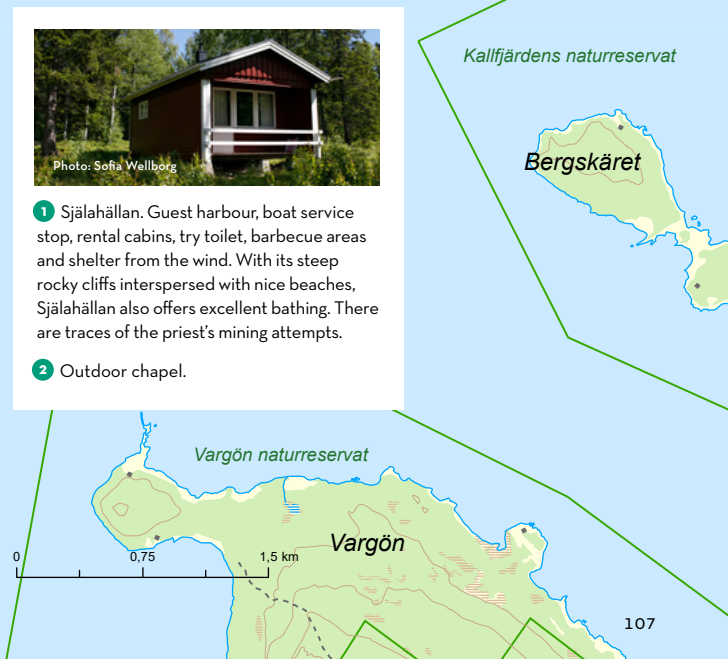 Kallfjärdens naturreservat
Bergskäret
Photo: Sofia Wellborg
1 Själahällan. Guest harbour, boat service
stop, rental cabins, try toilet, barbecue areas
and shelter from the wind. With its steep
rocky cliffs interspersed with nice beaches,
Själahällan also offers excellent bathing. There
are traces of the priest's mining attempts.
2 Outdoor chapel.
Vargön naturreservat
Vargön
0 0,75 1,5 km
107